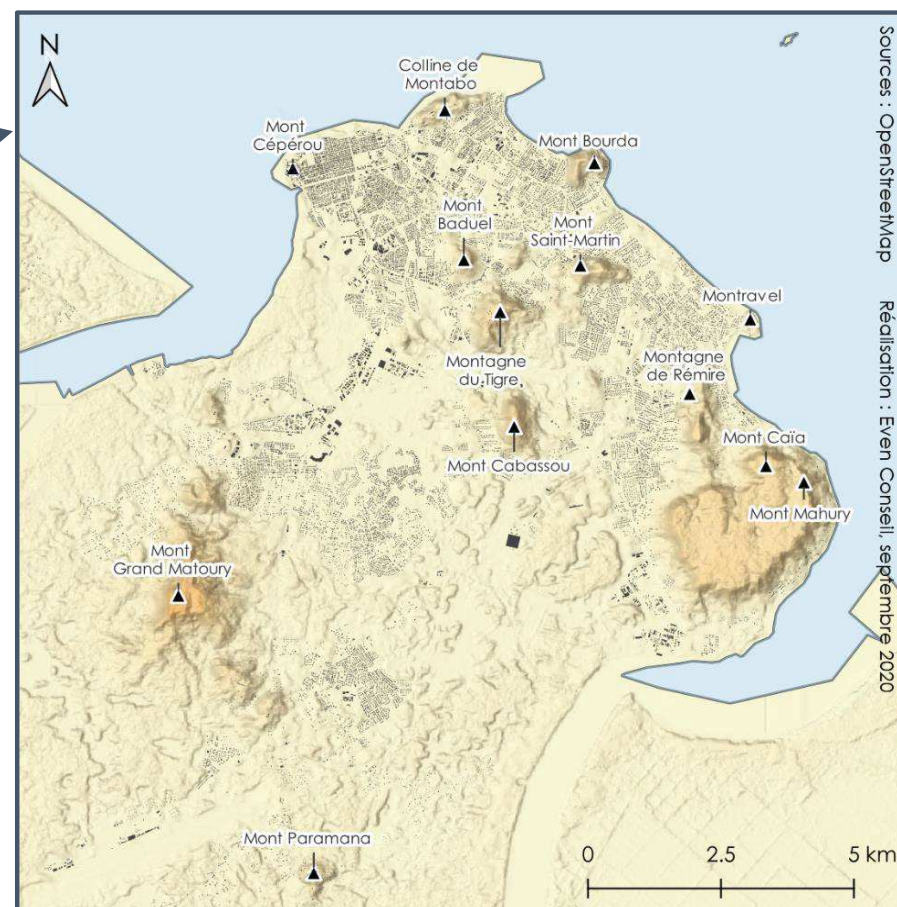 N
Colline de
Montabo
Mont
Cépérou
Mont Bourda
Mont
Baduel
Mont
Saint-Martin
Montravel
Montagne
du Tigre
Montagne
de Rémire
Mont Caïa
Mont Cabassou
Mont Mahury
Mont
Grand Matoury
Mont Paramana
0 2.5 5 km
Sources : OpenStreetMap Réalisation : Even Conseil, septembre 2020